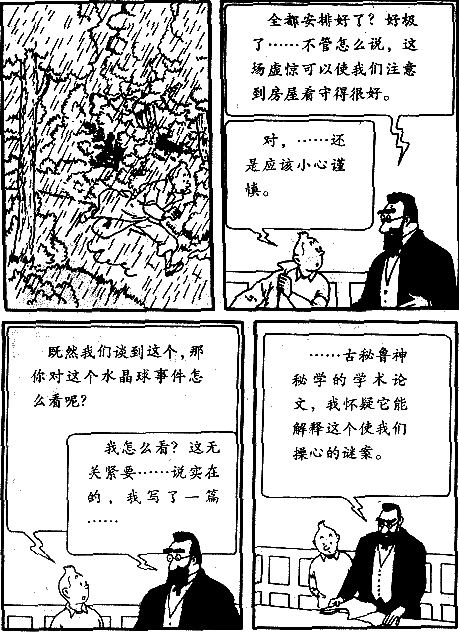 全都安排好了？好极
了……不管怎么说，这
场虚惊可以使我们注意
到房屋看守得很好。
对，……还
是应该小心谨
慎。
既然我们谈到这个，那
你对这个水晶球事件怎
么看呢？
我怎么看？这无
关紧要……说实在
的，我写了一篇
……
……古秘鲁神
秘学的学术论
文，我怀疑它能
解释这个使我们
操心的谜案。